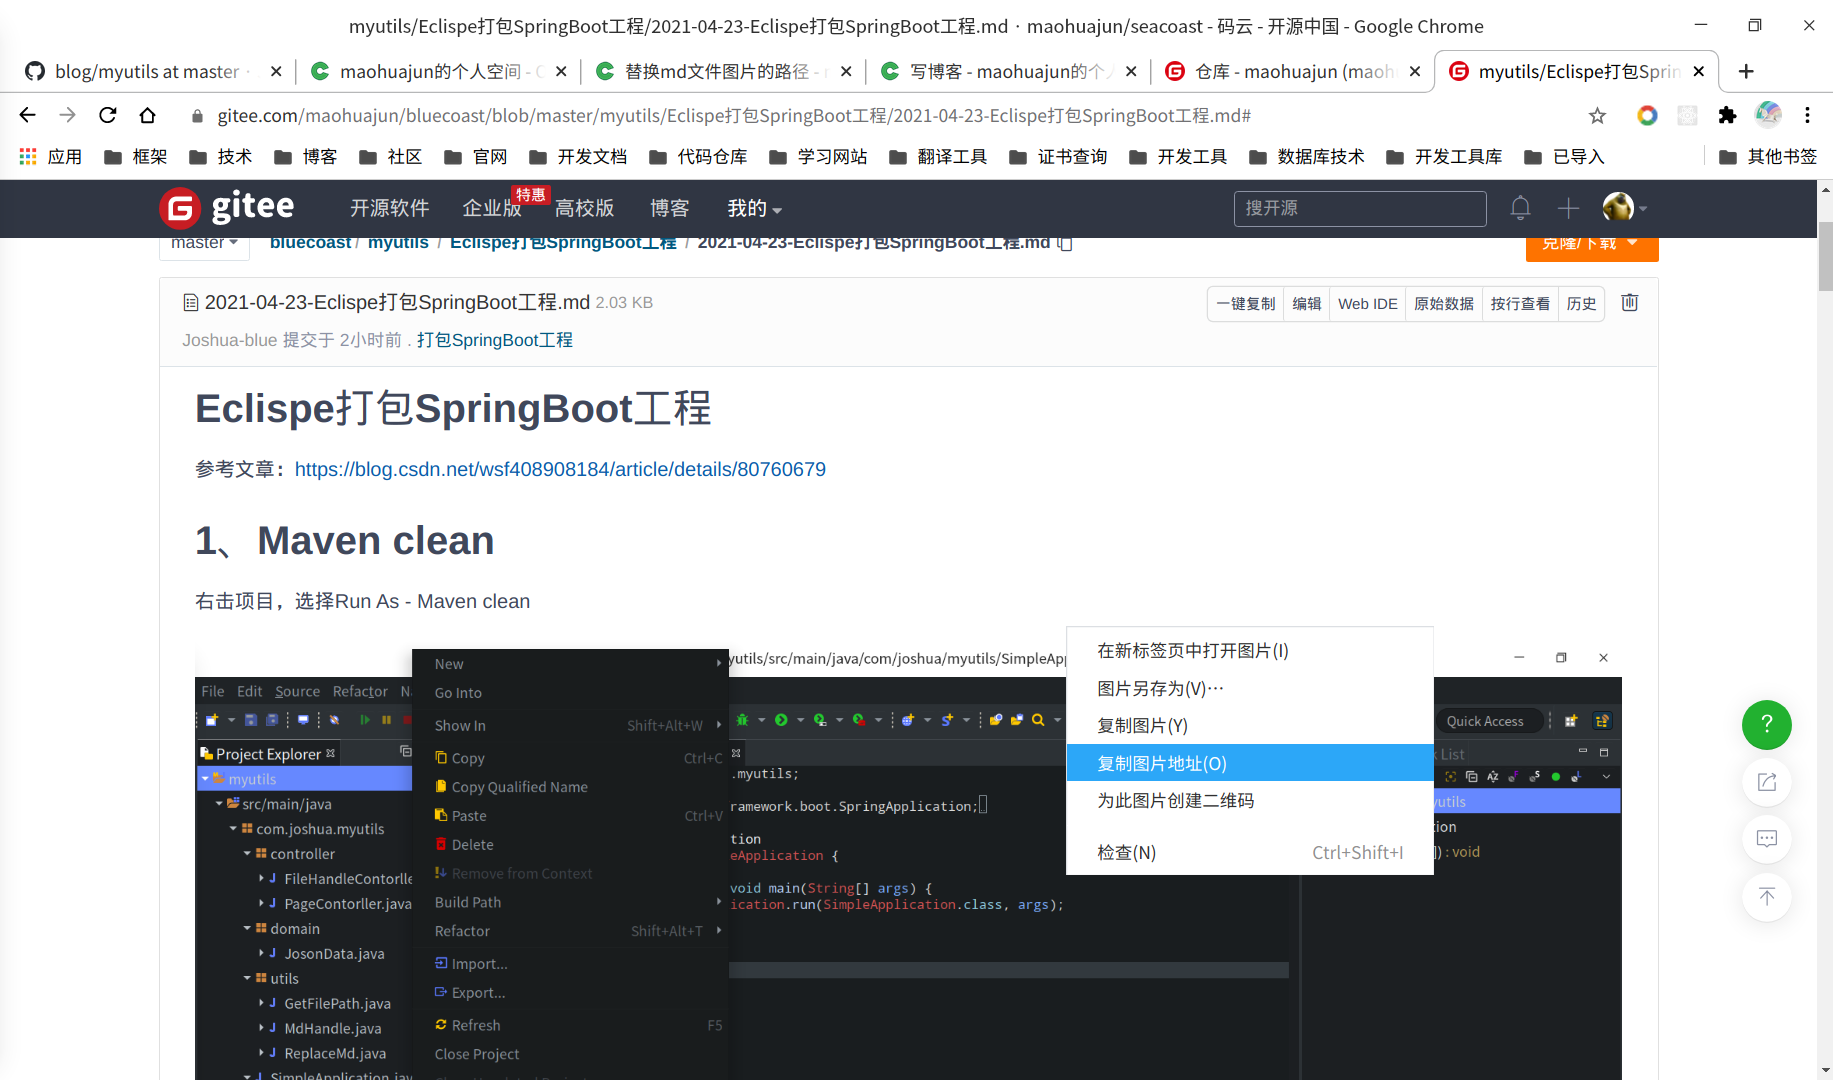 myutils/Eclispe打包SpringBoot工程/2021-04-23-Eclispe打包SpringBoot工程.md · maohuajun/seacoast - 码云 - 开源中国 - Google Chrome
blog/myutils at master
maohuajun的个人空间 - 
替换md文件图片的路径 - 
写博客 - maohuajun的个
仓库 - maohuajun (maoh
myutils/Eclispe打包Sprin
gitee.com/maohuajun/bluecoast/blob/master/myutils/Eclispe打包SpringBoot工程/2021-04-23-Eclispe打包SpringBoot工程.md#
应用 框架 技术 博客 社区 官网 开发文档 代码仓库 学习网站 翻译工具 证书查询 开发工具 数据库技术 开发工具库 已导入 其他书签
gitee 开源软件 企业版 特惠 高校版 博客 我的 搜开源
master bluecoast / myutils / Eclispe打包SpringBoot工程 / 2021-04-23-Eclispe打包SpringBoot工程.md 克隆/下载
2021-04-23-Eclispe打包SpringBoot工程.md 2.03 KB
一键复制 编辑 Web IDE 原始数据 按行查看 历史
Joshua-blue 提交于 2小时前 . 打包SpringBoot工程
Eclispe打包SpringBoot工程
参考文章：https://blog.csdn.net/wsf408908184/article/details/80760679
1、Maven clean
右击项目，选择Run As - Maven clean
yutils/src/main/java/com/joshua/myutils/SimpleApp
File Edit Source Refactor N
Quick Access
Project Explorer
List
myutils
src/main/java
com.joshua.myutils
controller
FileHandleContorlle
PageContorller.java
domain
JosonData.java
utils
GetFilePath.java
MdHandle.java
ReplaceMd.java
SimpleApplication.jav
New
Go Into
Show In Shift+Alt+W
Copy Ctrl+C
Copy Qualified Name
Paste Ctrl+V
Delete
Remove from Context
Build Path
Refactor Shift+Alt+T
Import...
Export...
Refresh F5
Close Project
.myutils;
ramework.boot.SpringApplication;
tion
eApplication {
void main(String[] args) {
ication.run(SimpleApplication.class, args);
在新标签页中打开图片(I)
图片另存为(V)…
复制图片(Y)
复制图片地址(O)
为此图片创建二维码
检查(N) Ctrl+Shift+I
yutils
tion
]) : void